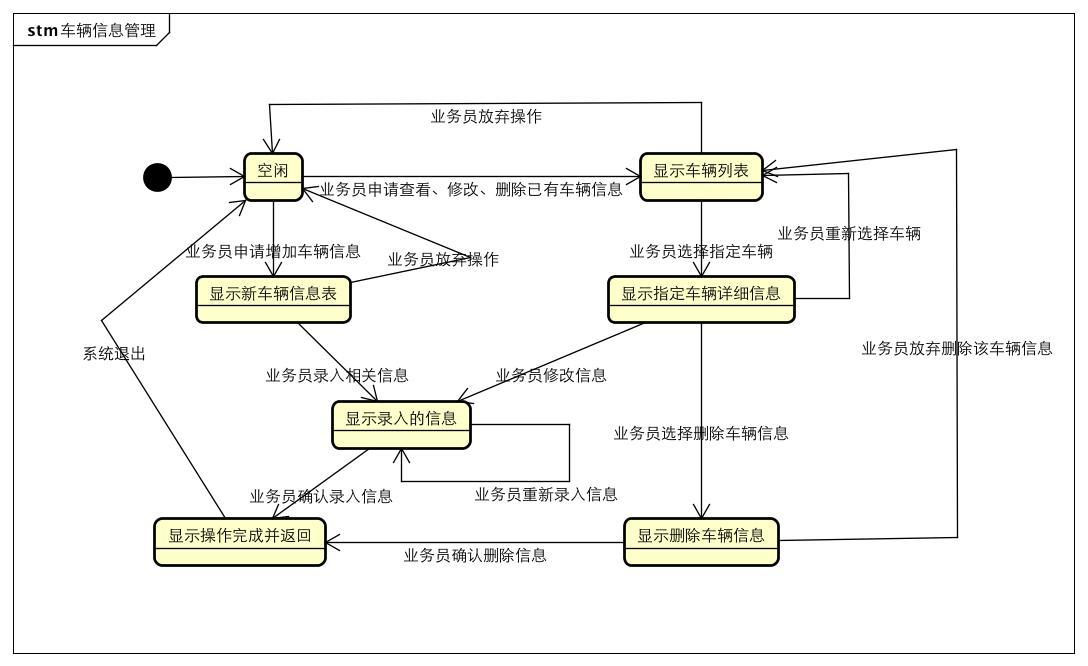 stm 车辆信息管理
业务员放弃操作
空闲
显示车辆列表
业务员申请查看、修改、删除已有车辆信息
业务员重新选择车辆
业务员申请增加车辆信息
业务员放弃操作
业务员选择指定车辆
显示新车辆信息表
显示指定车辆详细信息
系统退出
业务员放弃删除该车辆信息
业务员录入相关信息
业务员修改信息
显示录入的信息
业务员选择删除车辆信息
业务员确认录入信息
业务员重新录入信息
显示操作完成并返回
显示删除车辆信息
业务员确认删除信息